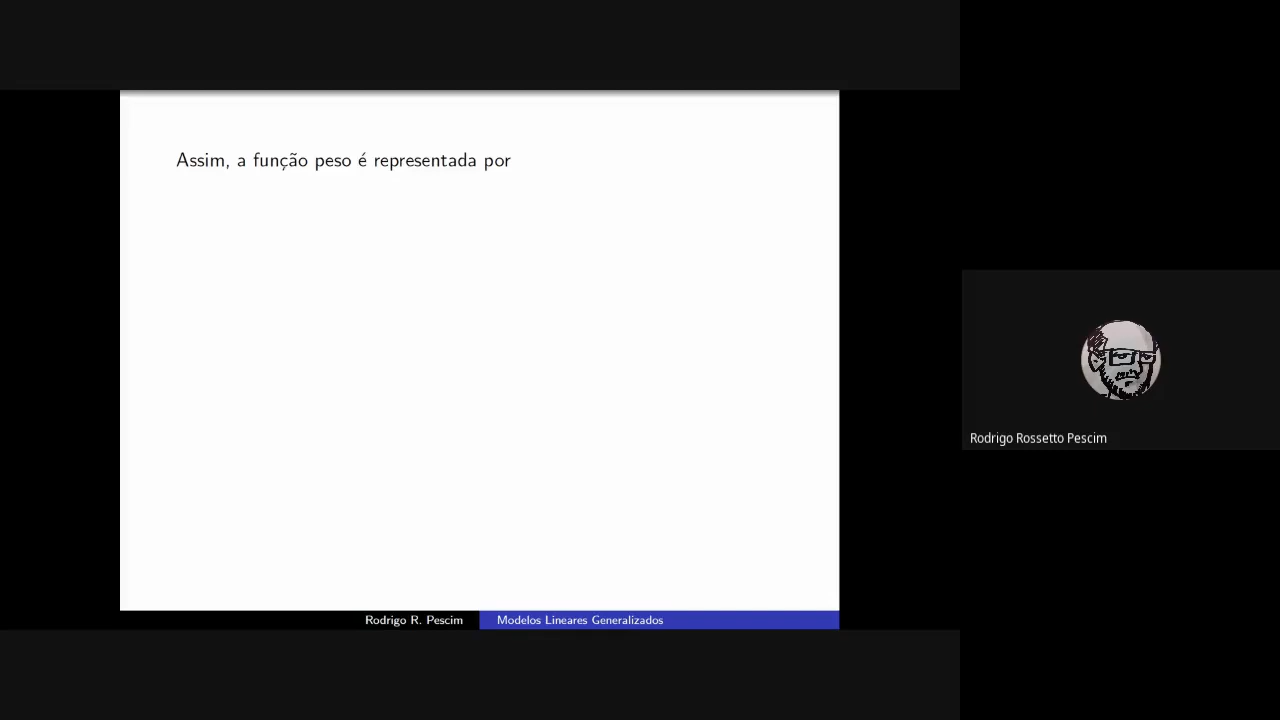 Assim, a função peso é representada por
Rodrigo Rossetto Pescim
Rodrigo R. Pescim
Modelos Lineares Generalizados